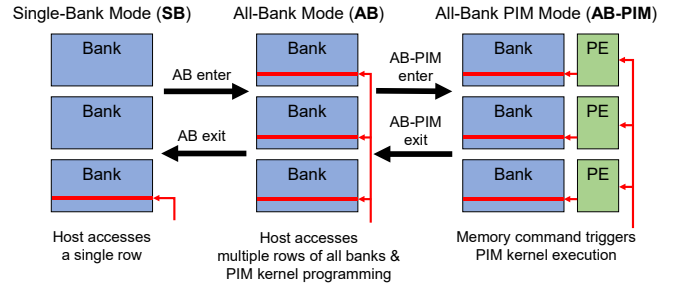 Single-Bank Mode (SB)
All-Bank Mode (AB)
All-Bank PIM Mode (AB-PIM)
Bank
Bank
Bank
AB enter
AB exit
Bank
Bank
Bank
AB-PIM
enter
AB-PIM
exit
Bank
PE
Bank
PE
Bank
PE
Host accesses
a single row
Host accesses
multiple rows of all banks &
PIM kernel programming
Memory command triggers
PIM kernel execution